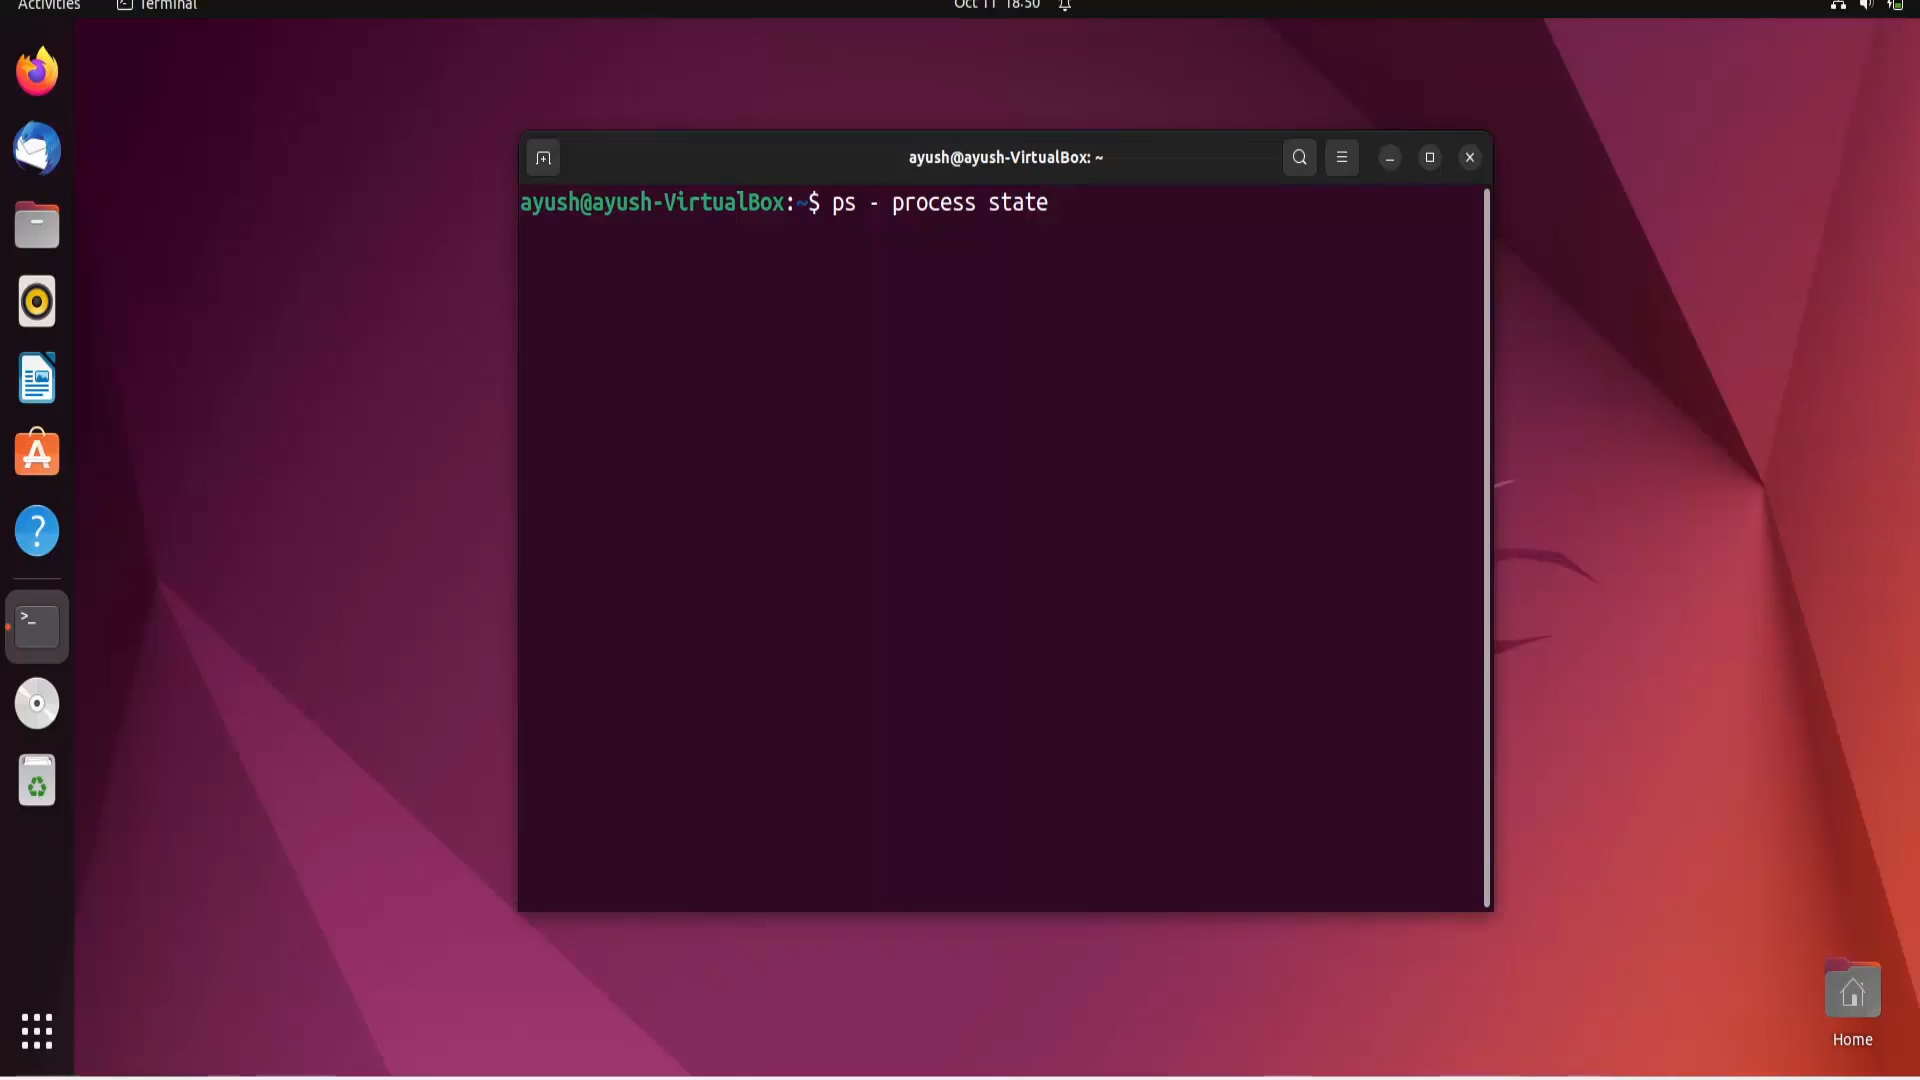 Activities
Terminal
Oct 11 18:50
ayush@ayush-VirtualBox: ~
ayush@ayush-VirtualBox:~$ ps - process state
Home